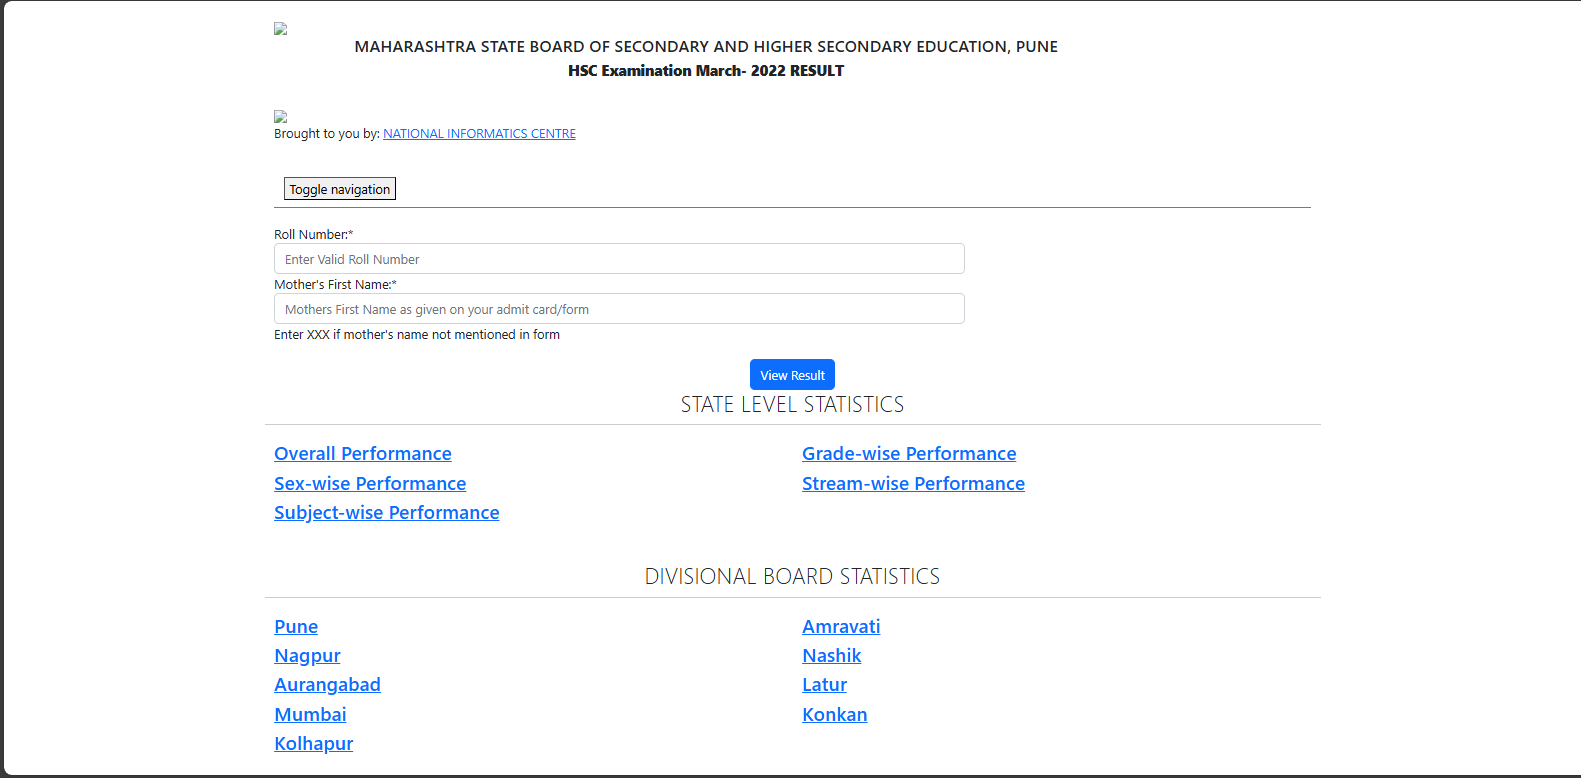 MAHARASHTRA STATE BOARD OF SECONDARY AND HIGHER SECONDARY EDUCATION, PUNE
HSC Examination March- 2022 RESULT
Brought to you by: NATIONAL INFORMATICS CENTRE
Toggle navigation
Roll Number:*
Enter Valid Roll Number
Mother's First Name:*
Mothers First Name as given on your admit card/form
Enter XXX if mother's name not mentioned in form
View Result
STATE LEVEL STATISTICS
Overall Performance
Grade-wise Performance
Sex-wise Performance
Stream-wise Performance
Subject-wise Performance
DIVISIONAL BOARD STATISTICS
Pune
Amravati
Nagpur
Nashik
Aurangabad
Latur
Mumbai
Konkan
Kolhapur